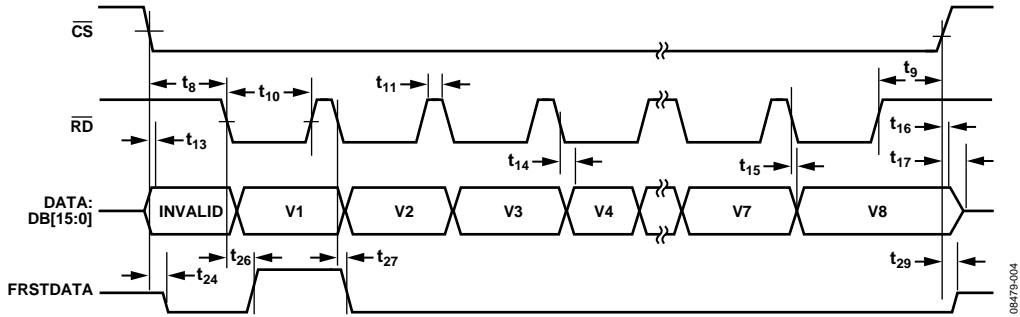 CS
t8
t10
t11
t9
RD
t13
t14
t15
t16
t17
DATA:
DB[15:0]
INVALID
V1
V2
V3
V4
V7
V8
t24
t26
t27
t29
FRSTDATA
08479-004